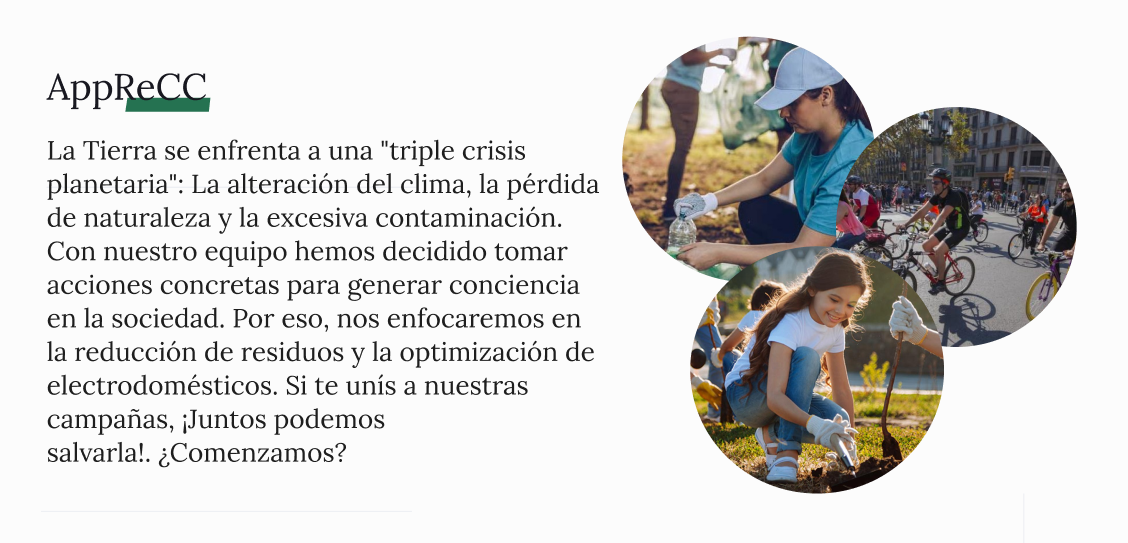 AppReCC
La Tierra se enfrenta a una "triple crisis
planetaria": La alteración del clima, la pérdida
de naturaleza y la excesiva contaminación.
Con nuestro equipo hemos decidido tomar
acciones concretas para generar conciencia
en la sociedad. Por eso, nos enfocaremos en
la reducción de residuos y la optimización de
electrodomésticos. Si te unís a nuestras
campañas, ¡Juntos podemos
salvarla!. ¿Comenzamos?